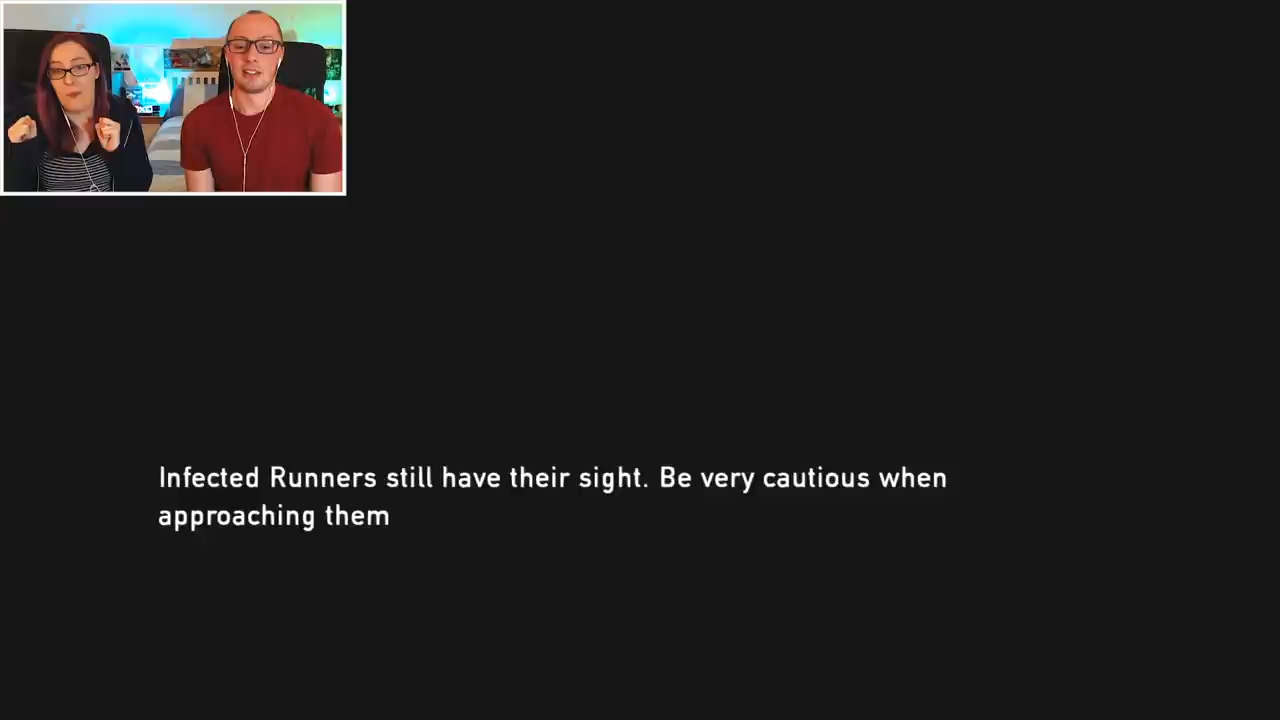 Infected Runners still have their sight. Be very cautious when
approaching them